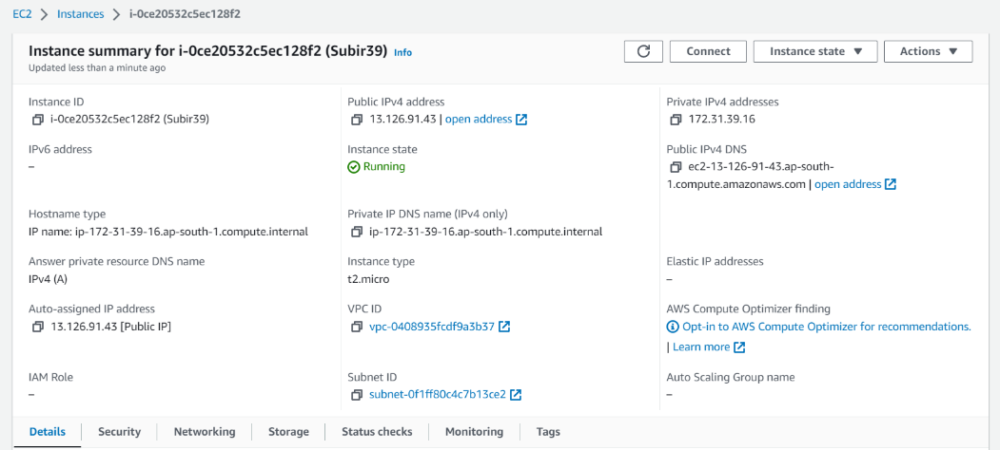 EC2 > Instances > i-0ce20532c5ec128f2
Instance summary for i-0ce20532c5ec128f2 (Subir39) Info
Updated less than a minute ago
Connect
Instance state
Actions
Instance ID
i-0ce20532c5ec128f2 (Subir39)
Public IPv4 address
13.126.91.43 | open address
Private IPv4 addresses
172.31.39.16
IPv6 address
–
Instance state
Running
Public IPv4 DNS
ec2-13-126-91-43.ap-south-
1.compute.amazonaws.com | open address
Hostname type
IP name: ip-172-31-39-16.ap-south-1.compute.internal
Private IP DNS name (IPv4 only)
ip-172-31-39-16.ap-south-1.compute.internal
Answer private resource DNS name
IPv4 (A)
Instance type
t2.micro
Elastic IP addresses
–
Auto-assigned IP address
13.126.91.43 [Public IP]
VPC ID
vpc-0408935fcdf9a3b37
AWS Compute Optimizer finding
Opt-in to AWS Compute Optimizer for recommendations.
| Learn more
IAM Role
–
Subnet ID
subnet-0f1ff80c4c7b13ce2
Auto Scaling Group name
–
Details
Security
Networking
Storage
Status checks
Monitoring
Tags